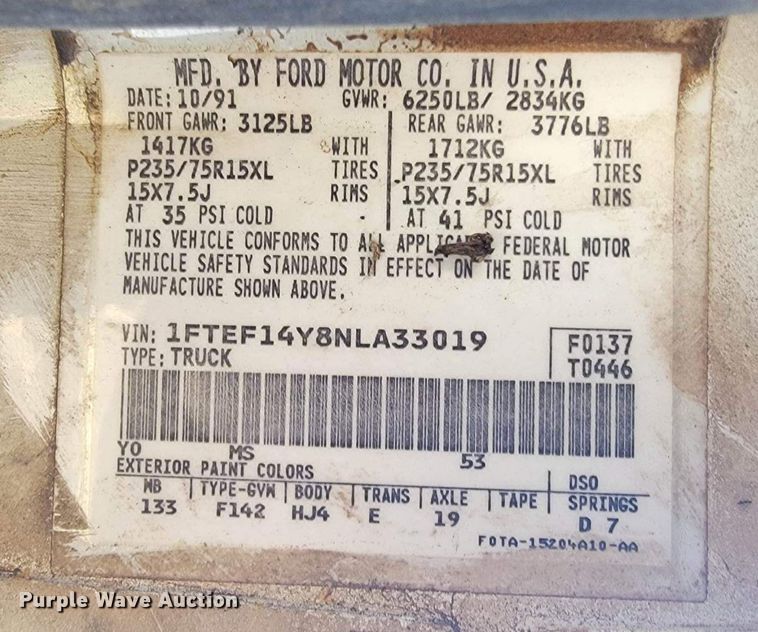 MFD. BY FORD MOTOR CO. IN U.S.A.
DATE: 10/91 GVWR: 6250LB/ 2834KG
FRONT GAWR: 3125LB REAR GAWR: 3776LB
1417KG WITH 1712KG WITH
P235/75R15XL TIRES P235/75R15XL TIRES
15X7.5J RIMS 15X7.5J RIMS
AT 35 PSI COLD AT 41 PSI COLD
THIS VEHICLE CONFORMS TO ALL APPLICABLE FEDERAL MOTOR
VEHICLE SAFETY STANDARDS IN EFFECT ON THE DATE OF
MANUFACTURE SHOWN ABOVE.
VIN: 1FTEF14Y8NLA33019 F0137
TYPE: TRUCK T0446
YO MS 53
EXTERIOR PAINT COLORS DSO
WB TYPE-GVW BODY TRANS AXLE TAPE SPRINGS
133 F142 HJ4 E 19 D 7
F0TA-15204A10-AA
Purple Wave Auction